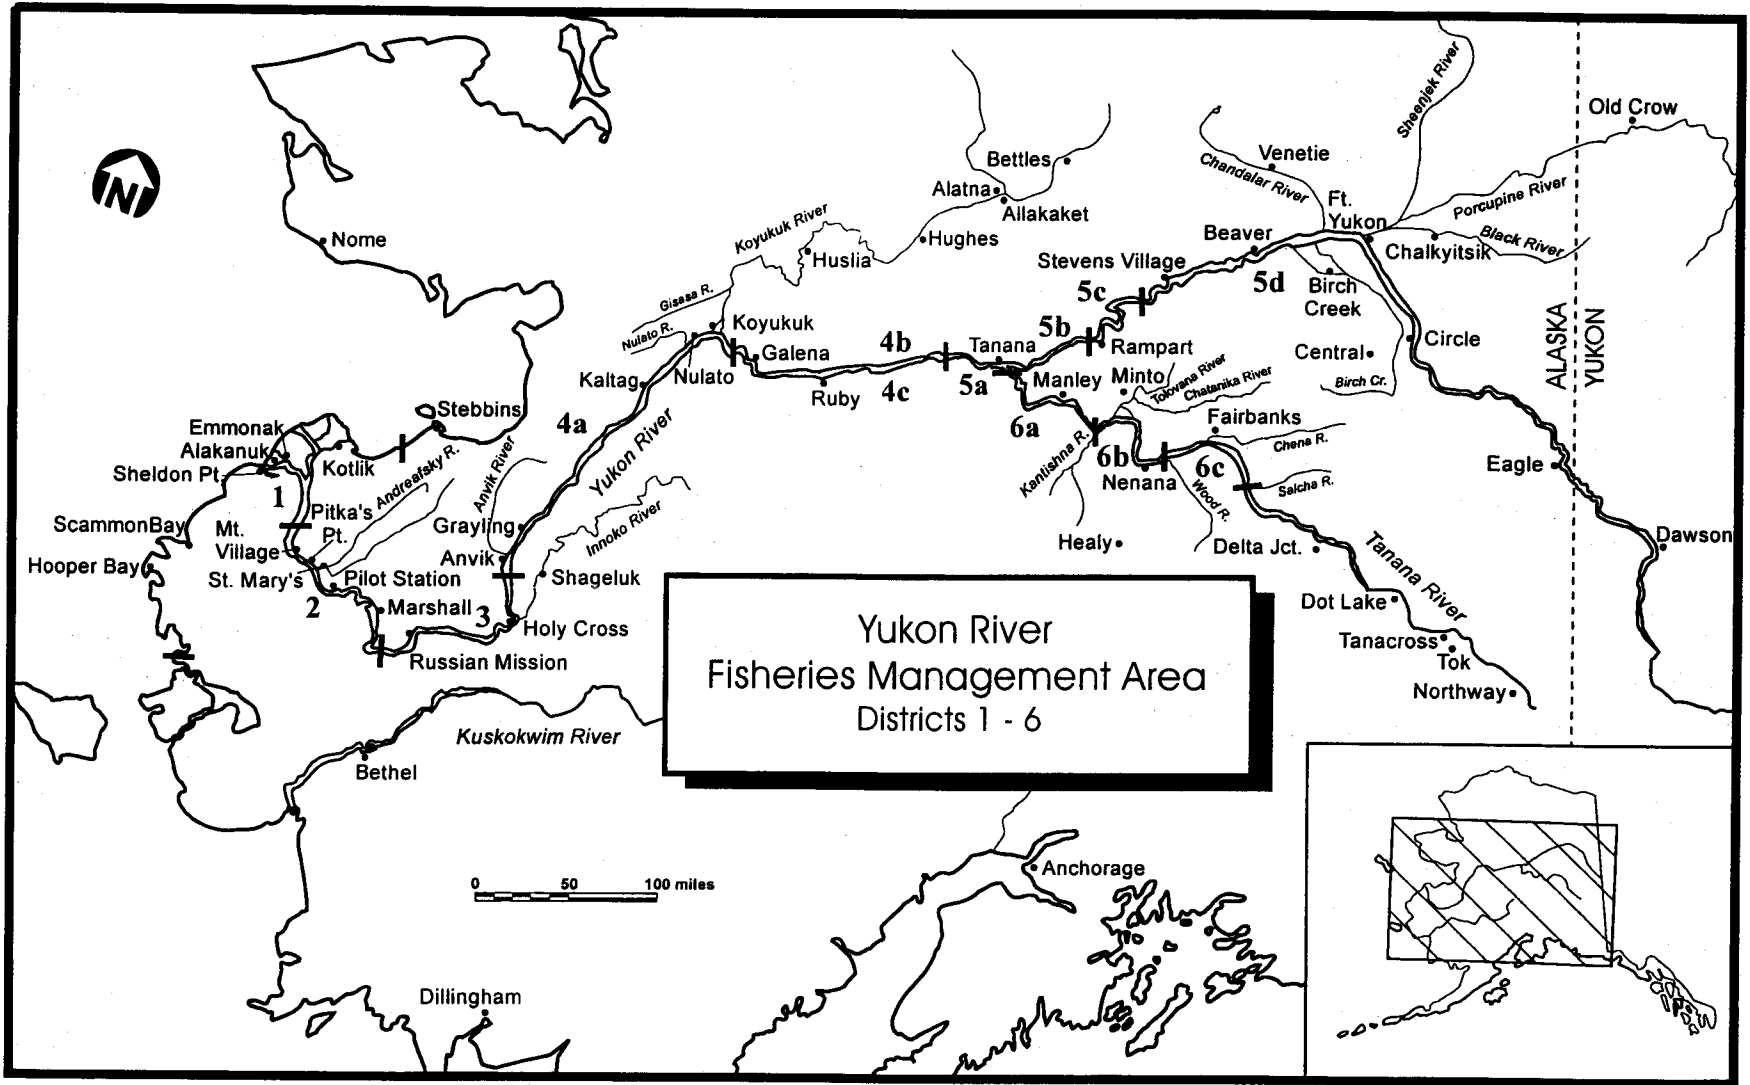 Old Crow
Sheenjek River
Venetie
Chandalar River
Bettles
Alatna
Allakaket
Porcupine River
Ft.
Yukon
N
Nome
Koyukuk River
Huslia
Hughes
Beaver
Chalkyitsik
Black River
Stevens Village
5c
5d
Birch
Creek
Gisasa R.
Nulato R.
Koyukuk
Galena
4b
Tanana
5b
Rampart
Central
Circle
ALASKA
YUKON
Kaltag
Nulato
Ruby
4c
5a
Manley
Minto
Tolovana River
Chatanika River
Birch Cr.
Stebbins
Emmonak
Alakanuk
Sheldon Pt.
Kotlik
4a
Yukon River
6a
Fairbanks
Chena R.
Kantishna R.
6b
Nenana
6c
Salcha R.
Wood R.
Eagle
1
Andreafsky R.
Anvik River
Pitka's
Pt.
Scammon Bay
Mt.
Village
Grayling
Innoko River
Hooper Bay
St. Mary's
Anvik
Shageluk
Healy
Delta Jct.
Tanana River
Dawson
2
Pilot Station
Marshall
3
Holy Cross
Russian Mission
Dot Lake
Tanacross
Tok
Northway
Yukon River
Fisheries Management Area
Districts 1 - 6
Kuskokwim River
Bethel
Anchorage
0 50 100 miles
Dillingham